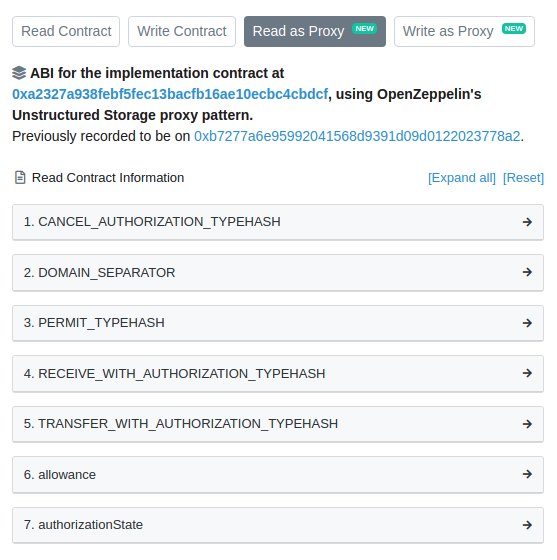 Read Contract Write Contract Read as Proxy NEW Write as Proxy NEW
ABI for the implementation contract at
0xa2327a938febf5fec13bacfb16ae10ecbc4cbdcf, using OpenZeppelin's
Unstructured Storage proxy pattern.
Previously recorded to be on 0xb7277a6e95992041568d9391d09d0122023778a2.
Read Contract Information [Expand all] [Reset]
1. CANCEL_AUTHORIZATION_TYPEHASH
2. DOMAIN_SEPARATOR
3. PERMIT_TYPEHASH
4. RECEIVE_WITH_AUTHORIZATION_TYPEHASH
5. TRANSFER_WITH_AUTHORIZATION_TYPEHASH
6. allowance
7. authorizationState